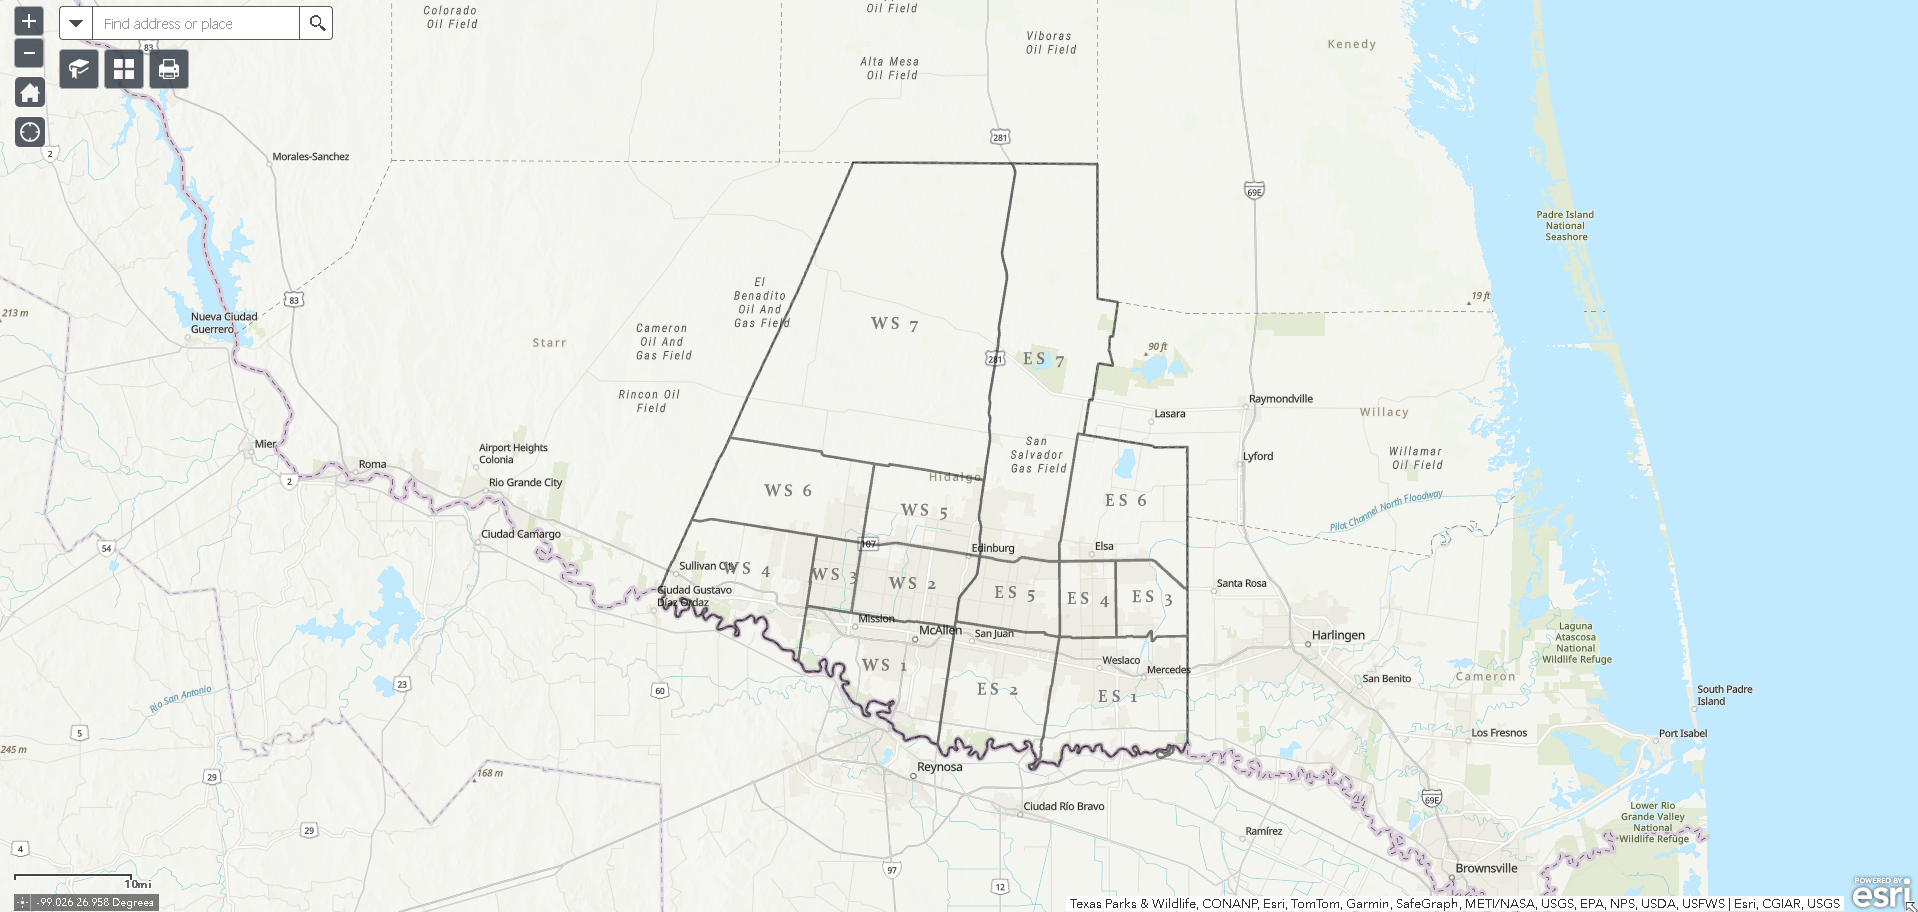 Find address or place
Colorado
Oil Field
Oil Field
Viboras
Oil Field
Kenedy
Alta Mesa
Oil Field
83
281
2
Morales-Sanchez
69E
Padre Island
National
Seashore
El
Benadito
Oil And
Gas Field
83
19 ft
213 m
Nueva Ciudad
Guerrero
Cameron
Oil And
Gas Field
WS 7
Starr
281
ES 7
90 ft
Rincon Oil
Field
Lasara
Raymondville
Willacy
Mier
Airport Heights
Colonia
San
Salvador
Gas Field
Lyford
Willamar
Oil Field
Roma
2
Rio Grande City
Hidalgo
WS 6
WS 5
ES 6
Pilot Channel North Floodway
Ciudad Camargo
54
107
Edinburg
Elsa
Sullivan City
WS 4
WS 3
WS 2
ES 5
ES 4
ES 3
Santa Rosa
Ciudad Gustavo
Díaz Ordaz
Mission
McAllen
San Juan
Harlingen
Laguna
Atascosa
National
Wildlife Refuge
WS 1
Weslaco
Mercedes
ES 2
ES 1
San Benito
Cameron
Río San Antonio
23
60
South Padre
Island
5
245 m
29
168 m
Reynosa
Los Fresnos
Port Isabel
Ciudad Río Bravo
69E
Lower Rio
Grande Valley
National
Wildlife Refuge
29
Ramírez
4
97
12
Brownsville
10mi
-99.026 26.958 Degrees
Texas Parks & Wildlife, CONANP, Esri, TomTom, Garmin, SafeGraph, METI/NASA, USGS, EPA, NPS, USDA, USFWS | Esri, CGIAR, USGS
POWERED BY
esri